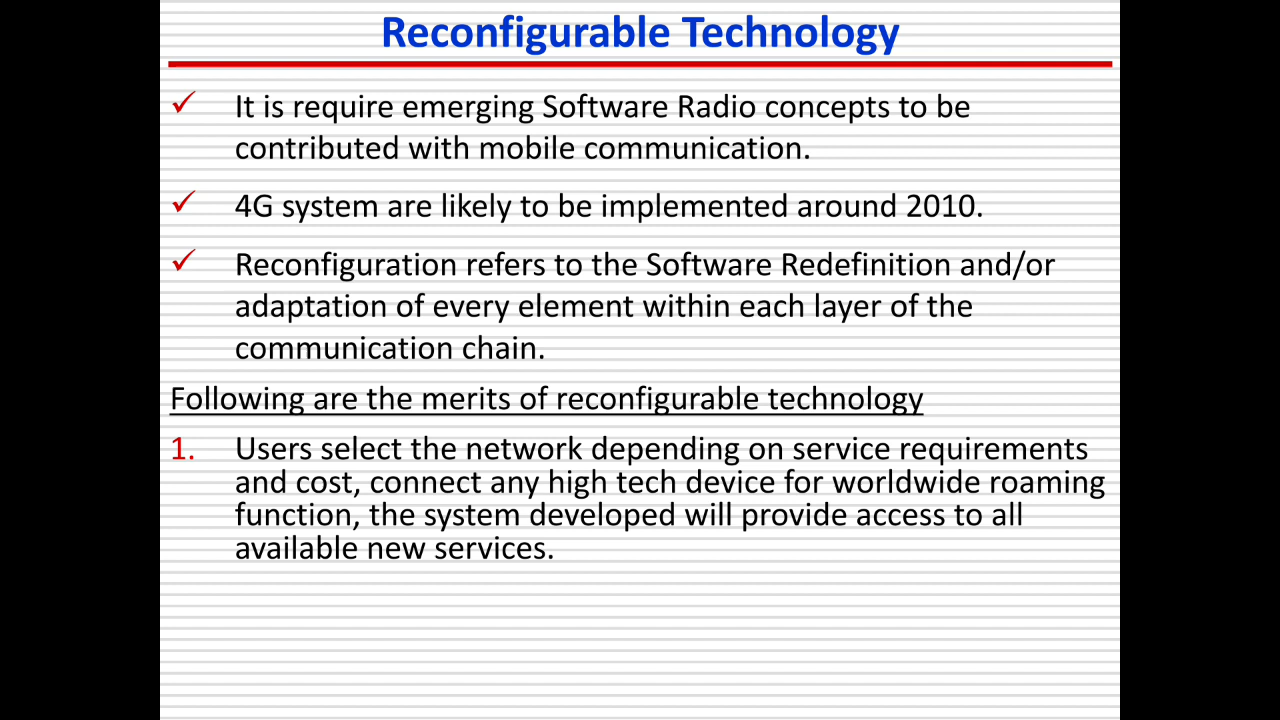 Reconfigurable Technology
✓ It is require emerging Software Radio concepts to be
contributed with mobile communication.
✓ 4G system are likely to be implemented around 2010.
✓ Reconfiguration refers to the Software Redefinition and/or
adaptation of every element within each layer of the
communication chain.
Following are the merits of reconfigurable technology
1. Users select the network depending on service requirements
and cost, connect any high tech device for worldwide roaming
function, the system developed will provide access to all
available new services.